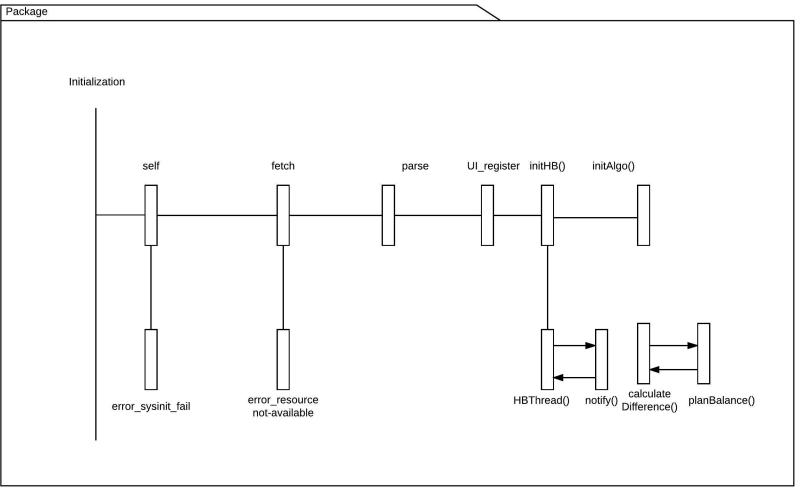 Package
Initialization
self
fetch
parse
UI_register
initHB()
initAlgo()
error_sysinit_fail
error_resource
not-available
HBThread()
notify()
calculate
Difference()
planBalance()